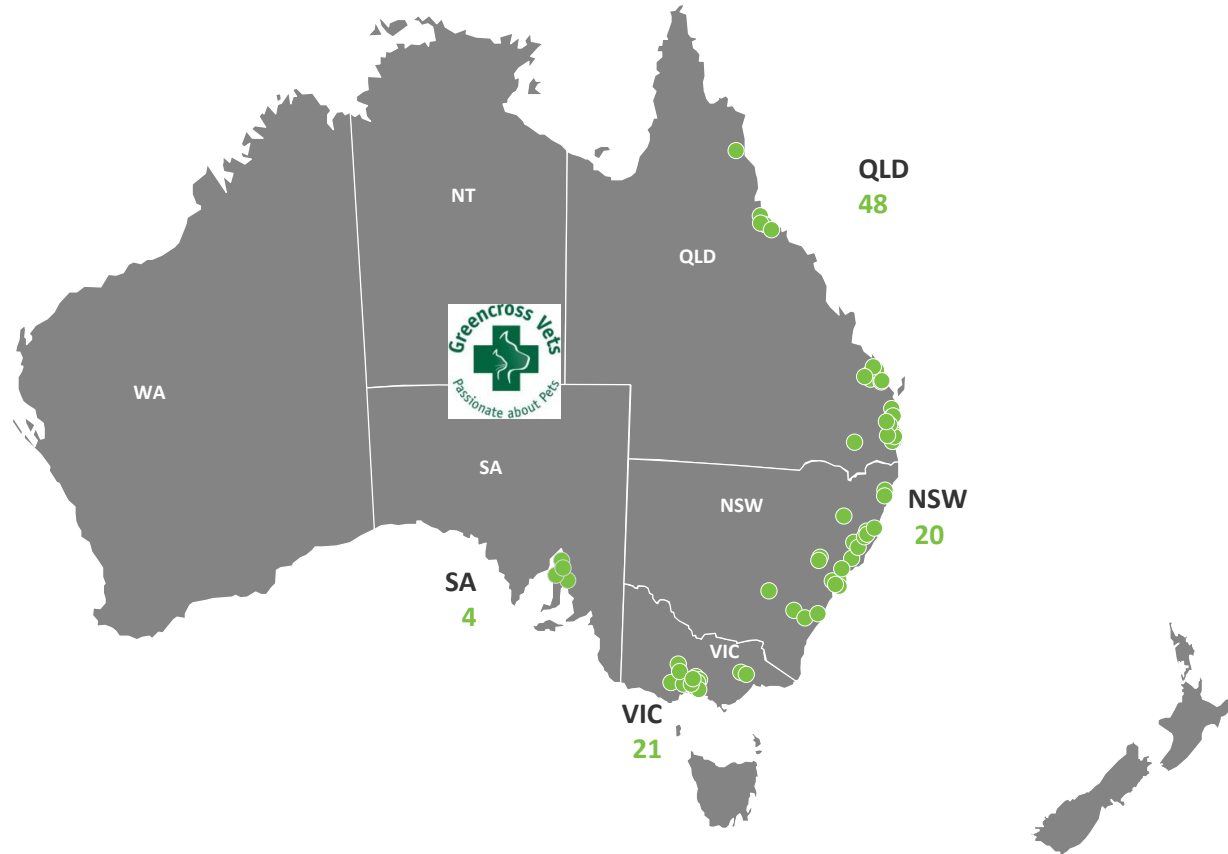 QLD
48
NT
QLD
Greencross Vets
Passionate about Pets
WA
SA
NSW
NSW
20
SA
4
VIC
VIC
21